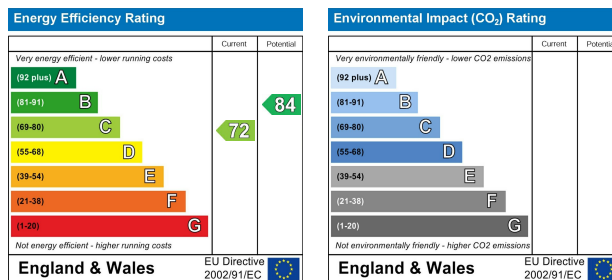 Energy Efficiency Rating
Current Potential
Very energy efficient - lower running costs
(92 plus) A
(81-91) B
84
(69-80) C
72
(55-68) D
(39-54) E
(21-38) F
(1-20) G
Not energy efficient - higher running costs
England & Wales
EU Directive
2002/91/EC
Environmental Impact (CO₂) Rating
Current Potentia
Very environmentally friendly - lower CO2 emissions
(92 plus) A
(81-91) B
(69-80) C
(55-68) D
(39-54) E
(21-38) F
(1-20) G
Not environmentally friendly - higher CO2 emissions
England & Wales
EU Directive
2002/91/EC